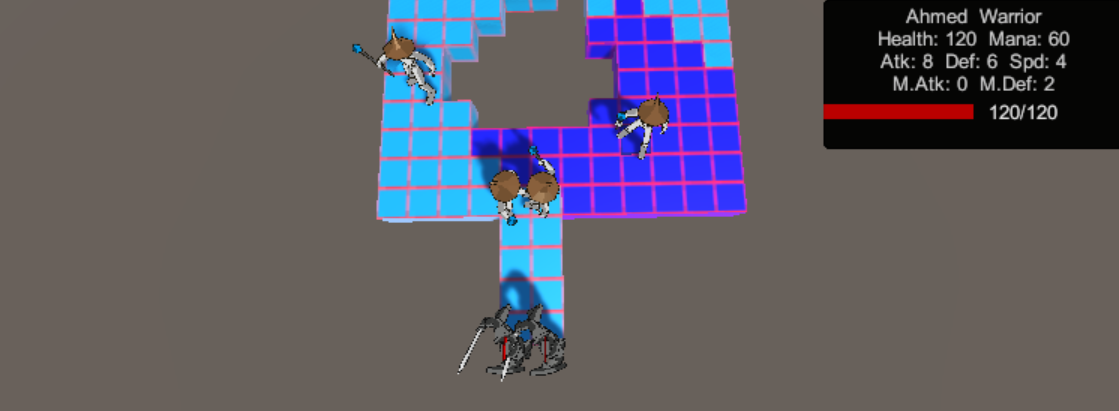 Ahmed Warrior
Health: 120 Mana: 60
Atk: 8 Def: 6 Spd: 4
M.Atk: 0 M.Def: 2
120/120